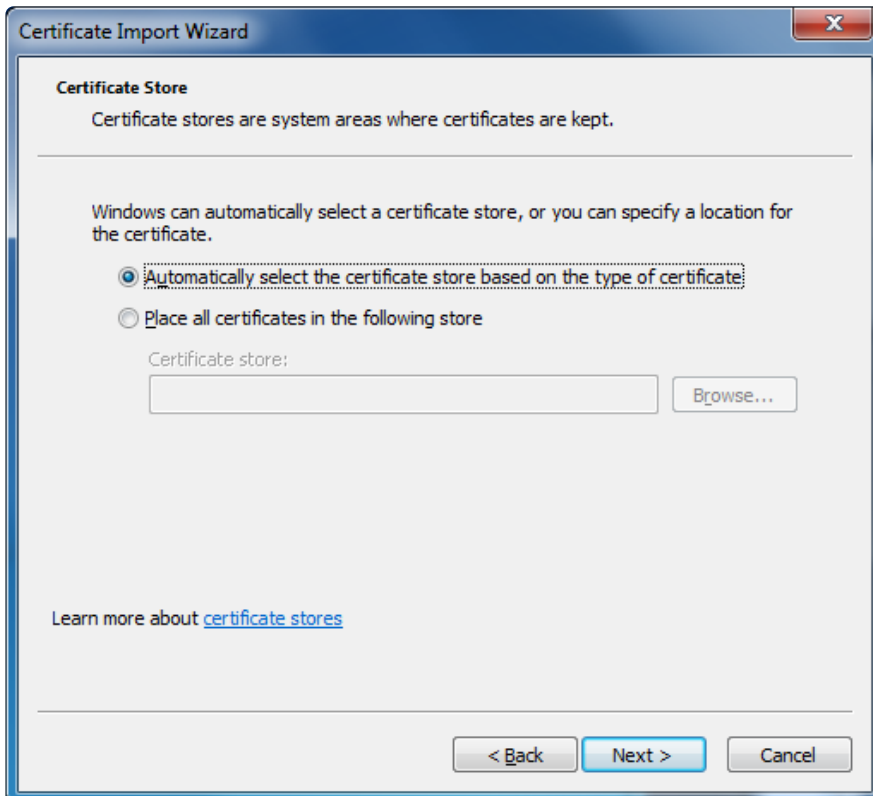 Certificate Import Wizard
Certificate Store
Certificate stores are system areas where certificates are kept.
Windows can automatically select a certificate store, or you can specify a location for
the certificate.
Automatically select the certificate store based on the type of certificate
Place all certificates in the following store
Certificate store:
Browse...
Learn more about certificate stores
< Back Next > Cancel